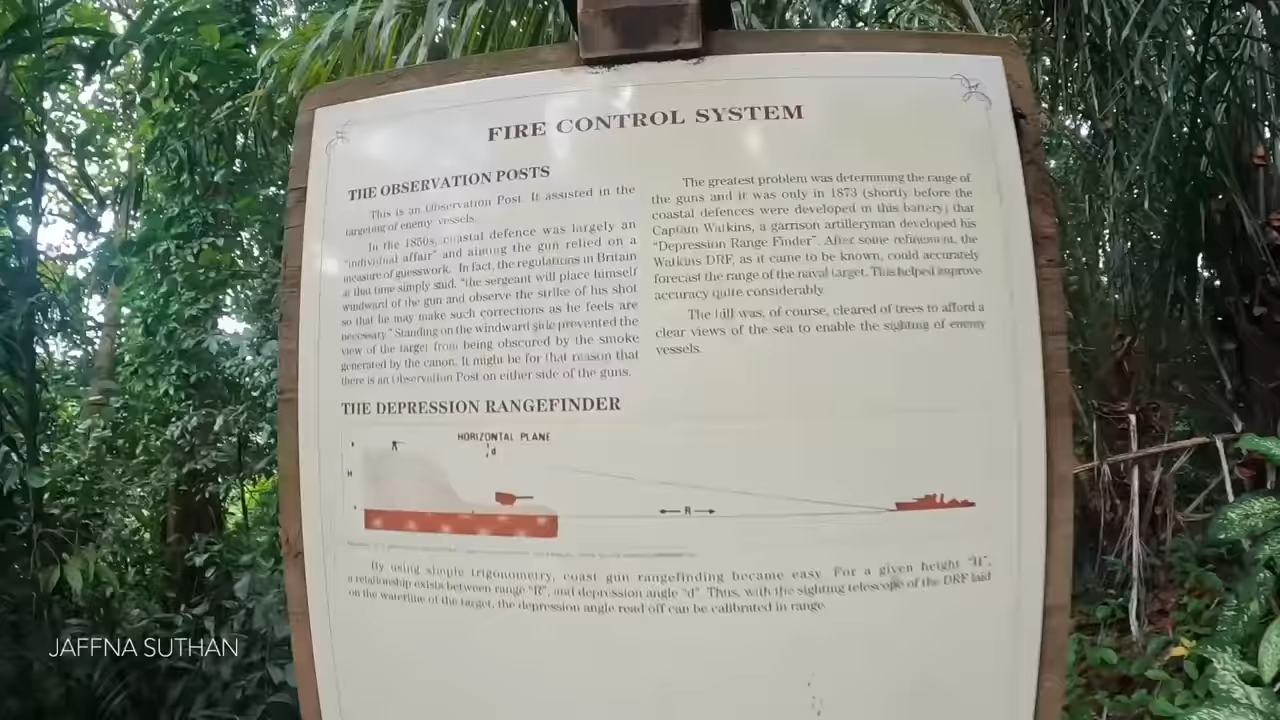 FIRE CONTROL SYSTEM
THE OBSERVATION POSTS
This is an Observation Post. It assisted in the
targeting of enemy vessels.
In the 1850s, coastal defence was largely an
"individual affair" and aiming the gun relied on a
measure of guesswork. In fact, the regulations in Britain
at that time simply said, "the sergeant will place himself
windward of the gun and observe the strike of his shot
so that he may make such corrections as he feels are
necessary." Standing on the windward side prevented the
view of the target from being obscured by the smoke
generated by the canon. It might be for that reason that
there is an Observation Post on either side of the guns.
The greatest problem was determining the range of
the guns and it was only in 1873 (shortly before the
coastal defences were developed in this battery) that
Captain Watkins, a garrison artilleryman developed his
"Depression Range Finder". After some refinement, the
Watkins DRF, as it came to be known, could accurately
forecast the range of the naval target. This helped improve
accuracy quite considerably.
The hill was, of course, cleared of trees to afford a
clear views of the sea to enable the sighting of enemy
vessels.
THE DEPRESSION RANGEFINDER
HORIZONTAL PLANE
d
H
R
By using simple trigonometry, coast gun rangefinding became easy. For a given height "H",
a relationship exists between range "R", and depression angle "d". Thus, with the sighting telescope of the DRF laid
on the waterline of the target, the depression angle read off can be calibrated in range.
JAFFNA SUTHAN